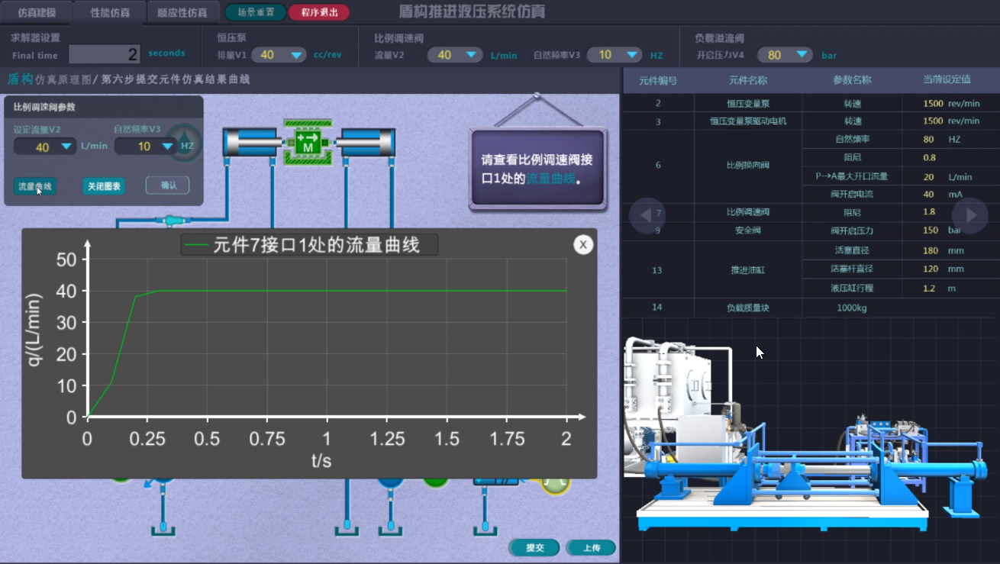 仿真建模 性能仿真 顺应性仿真 场景重置 程序退出 盾构推进液压系统仿真
求解器设置 恒压泵 比例调速阀 负载溢流阀
Final time 2 seconds 排量V1 40 cc/rev 流量V2 40 L/min 自然频率V3 10 HZ 开启压力V4 80 bar
盾构仿真原理图/第六步提交元件仿真结果曲线
比例调速阀参数
设定流量V2 自然频率V3
40 L/min 10 HZ
流量曲线 关闭图表 确认
M
请查看比例调速阀接
口1处的流量曲线。
元件7接口1处的流量曲线
X
q/(L/min)
50
40
30
20
10
0
0 0.25 0.5 0.75 1 1.25 1.5 1.75 2
t/s
提交 上传
元件编号 元件名称 参数名称 当前设定值
2 恒压变量泵 转速 1500 rev/min
3 恒压变量泵驱动电机 转速 1500 rev/min
6 比例换向阀 自然频率 80 HZ
阻尼 0.8
P→A最大开口流量 20 L/min
阀开启电流 40 mA
7 比例调速阀 阻尼 1.8
9 安全阀 阀开启压力 150 bar
13 推进油缸 活塞直径 180 mm
活塞杆直径 120 mm
液压缸行程 1.2 m
14 负载质量块 1000kg